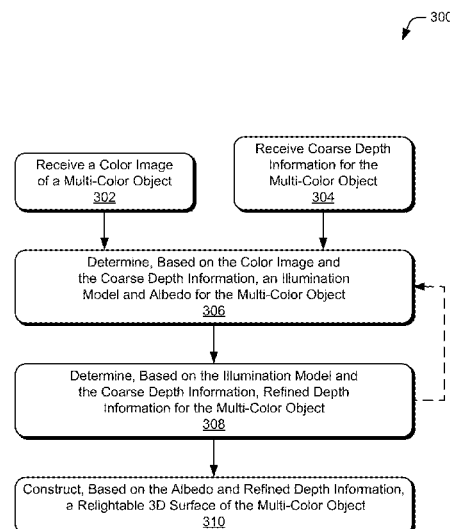 300
Receive a Color Image
of a Multi-Color Object
302
Receive Coarse Depth
Information for the
Multi-Color Object
304
Determine, Based on the Color Image and
the Coarse Depth Information, an Illumination
Model and Albedo for the Multi-Color Object
306
Determine, Based on the Illumination Model and
the Coarse Depth Information, Refined Depth
Information for the Multi-Color Object
308
Construct, Based on the Albedo and Refined Depth Information,
a Relightable 3D Surface of the Multi-Color Object
310